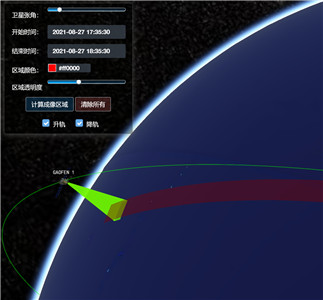 卫星张角:
开始时间: 2021-08-27 17:35:30
结束时间: 2021-08-27 18:35:30
区域颜色: #ff0000
区域透明度
计算成像区域 清除所有
升轨 降轨
GAOFEN 1